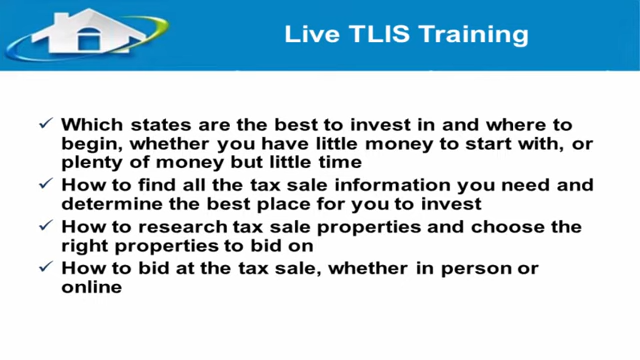 Live TLIS Training
✓ Which states are the best to invest in and where to
begin, whether you have little money to start with, or
plenty of money but little time
✓ How to find all the tax sale information you need and
determine the best place for you to invest
✓ How to research tax sale properties and choose the
right properties to bid on
✓ How to bid at the tax sale, whether in person or
online